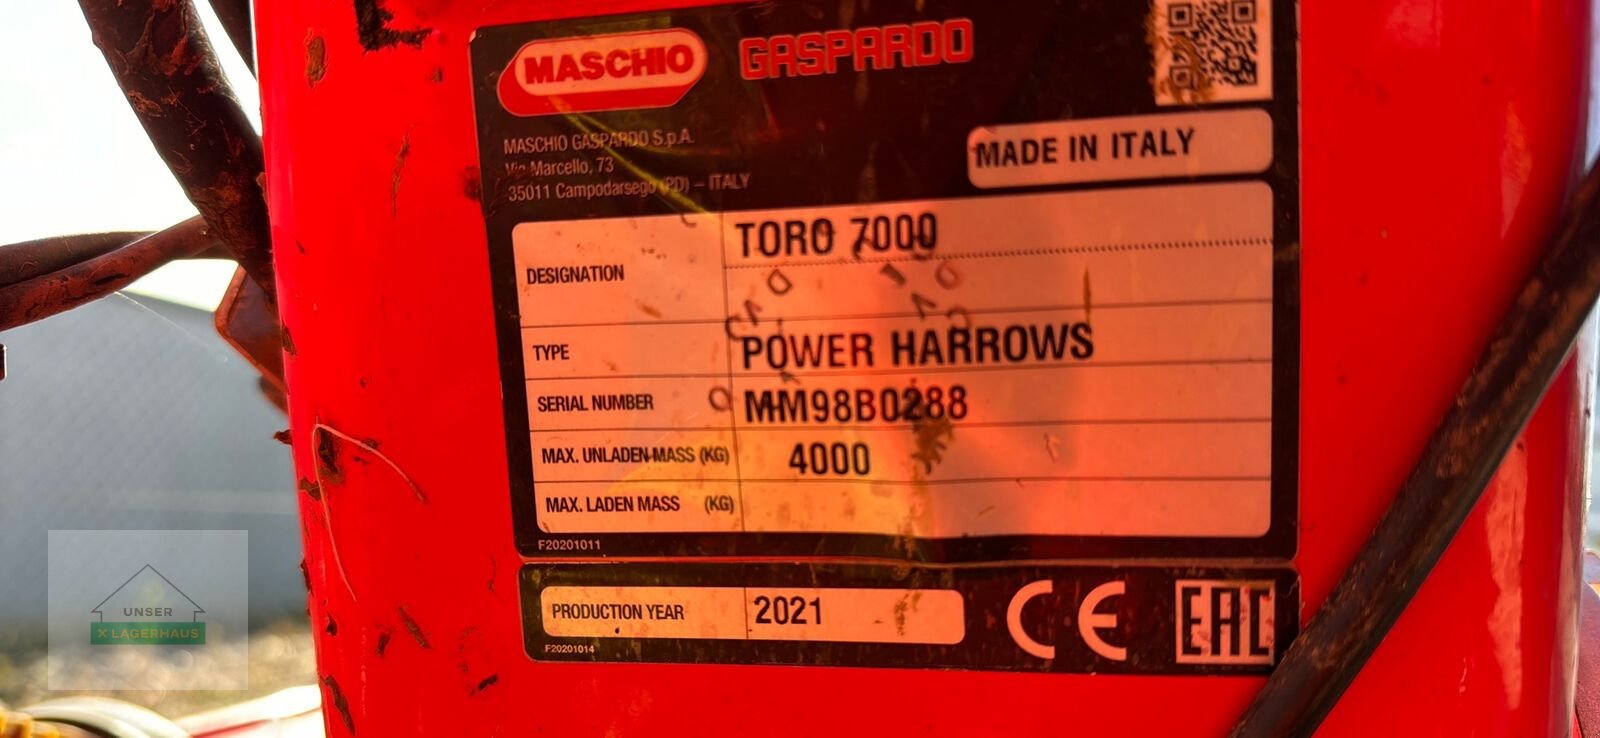 MASCHIO GASPARDO
MASCHIO GASPARDO S.p.A.
Via Marcello, 73
35011 Campodarsego (PD) – ITALY
MADE IN ITALY
DESIGNATION TORO 7000
TYPE POWER HARROWS
SERIAL NUMBER MM98B0288
MAX. UNLADEN MASS (KG) 4000
MAX. LADEN MASS (KG)
F20201011
PRODUCTION YEAR 2021
CE EAC
F20201014
UNSER
X LAGERHAUS